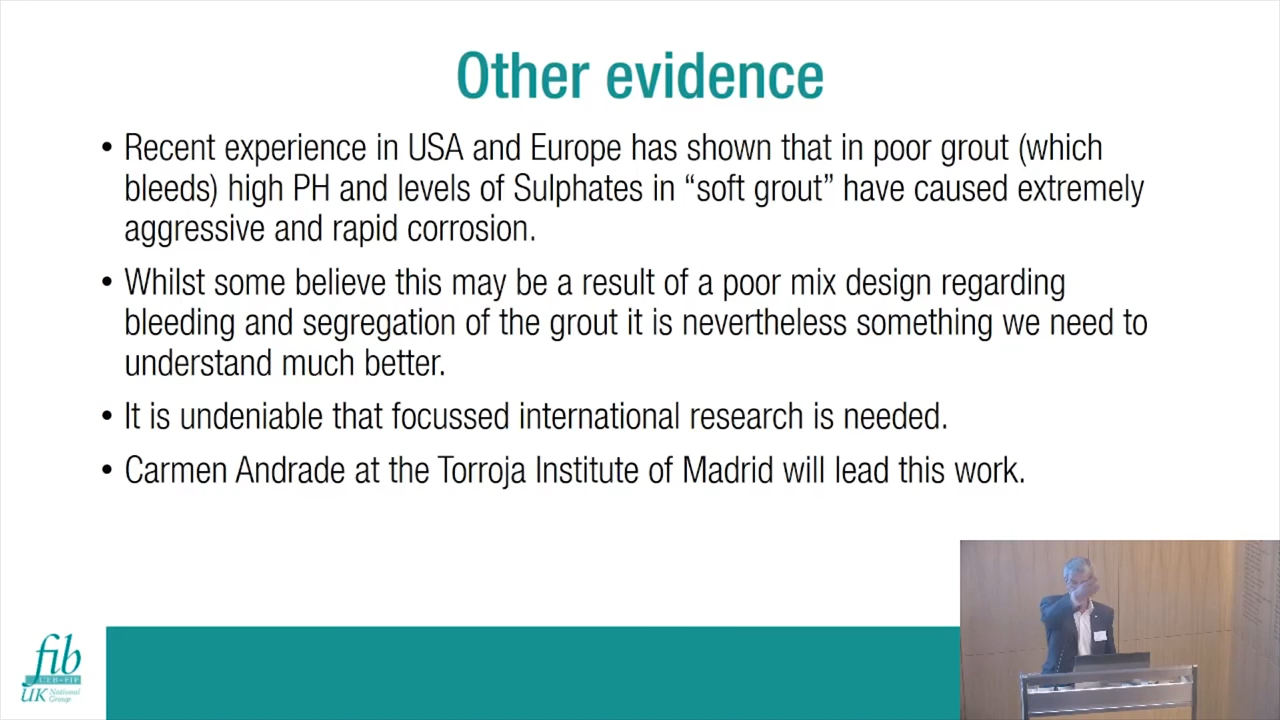 Other evidence
• Recent experience in USA and Europe has shown that in poor grout (which
bleeds) high PH and levels of Sulphates in “soft grout” have caused extremely
aggressive and rapid corrosion.
• Whilst some believe this may be a result of a poor mix design regarding
bleeding and segregation of the grout it is nevertheless something we need to
understand much better.
• It is undeniable that focussed international research is needed.
• Carmen Andrade at the Torroja Institute of Madrid will lead this work.
fib
CEB-FIP
UK National
Group